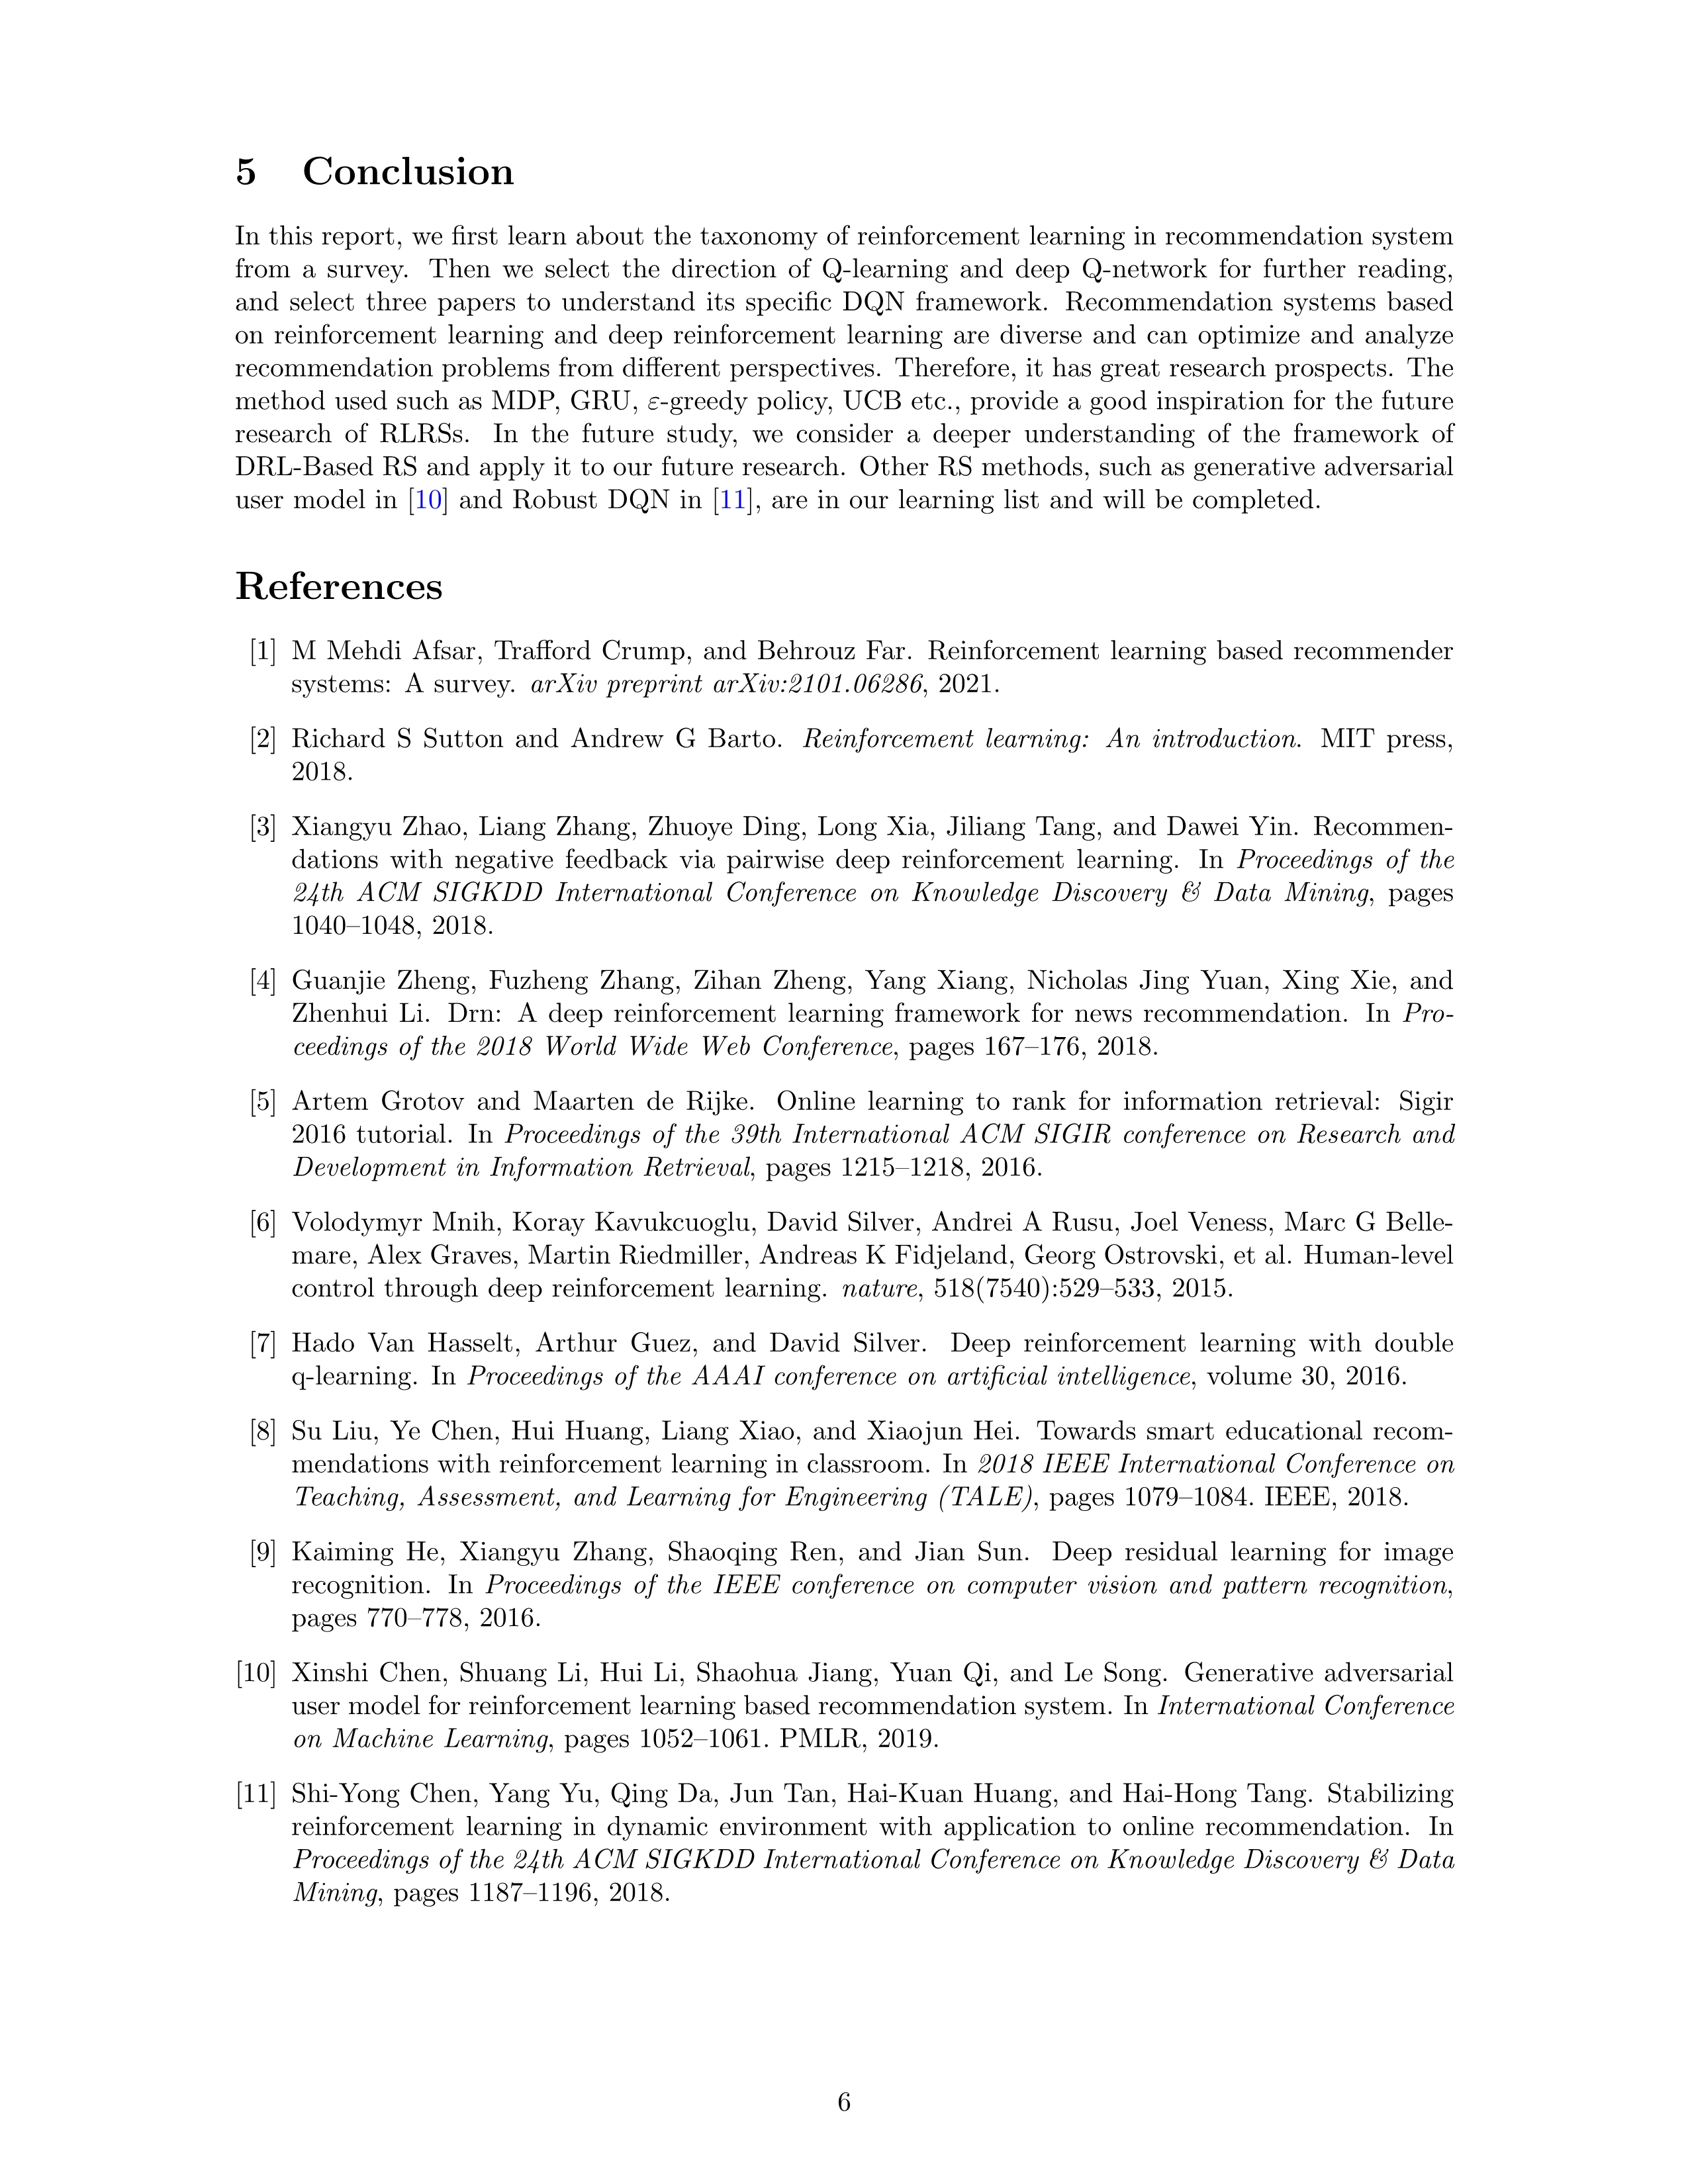 5 Conclusion
In this report, we first learn about the taxonomy of reinforcement learning in recommendation system
from a survey. Then we select the direction of Q-learning and deep Q-network for further reading,
and select three papers to understand its specific DQN framework. Recommendation systems based
on reinforcement learning and deep reinforcement learning are diverse and can optimize and analyze
recommendation problems from different perspectives. Therefore, it has great research prospects. The
method used such as MDP, GRU, ε-greedy policy, UCB etc., provide a good inspiration for the future
research of RLRSs. In the future study, we consider a deeper understanding of the framework of
DRL-Based RS and apply it to our future research. Other RS methods, such as generative adversarial
user model in [10] and Robust DQN in [11], are in our learning list and will be completed.
References
[1] M Mehdi Afsar, Trafford Crump, and Behrouz Far. Reinforcement learning based recommender
systems: A survey. arXiv preprint arXiv:2101.06286, 2021.
[2] Richard S Sutton and Andrew G Barto. Reinforcement learning: An introduction. MIT press,
2018.
[3] Xiangyu Zhao, Liang Zhang, Zhuoye Ding, Long Xia, Jiliang Tang, and Dawei Yin. Recommen-
dations with negative feedback via pairwise deep reinforcement learning. In Proceedings of the
24th ACM SIGKDD International Conference on Knowledge Discovery & Data Mining, pages
1040–1048, 2018.
[4] Guanjie Zheng, Fuzheng Zhang, Zihan Zheng, Yang Xiang, Nicholas Jing Yuan, Xing Xie, and
Zhenhui Li. Drn: A deep reinforcement learning framework for news recommendation. In Pro-
ceedings of the 2018 World Wide Web Conference, pages 167–176, 2018.
[5] Artem Grotov and Maarten de Rijke. Online learning to rank for information retrieval: Sigir
2016 tutorial. In Proceedings of the 39th International ACM SIGIR conference on Research and
Development in Information Retrieval, pages 1215–1218, 2016.
[6] Volodymyr Mnih, Koray Kavukcuoglu, David Silver, Andrei A Rusu, Joel Veness, Marc G Belle-
mare, Alex Graves, Martin Riedmiller, Andreas K Fidjeland, Georg Ostrovski, et al. Human-level
control through deep reinforcement learning. nature, 518(7540):529–533, 2015.
[7] Hado Van Hasselt, Arthur Guez, and David Silver. Deep reinforcement learning with double
q-learning. In Proceedings of the AAAI conference on artificial intelligence, volume 30, 2016.
[8] Su Liu, Ye Chen, Hui Huang, Liang Xiao, and Xiaojun Hei. Towards smart educational recom-
mendations with reinforcement learning in classroom. In 2018 IEEE International Conference on
Teaching, Assessment, and Learning for Engineering (TALE), pages 1079–1084. IEEE, 2018.
[9] Kaiming He, Xiangyu Zhang, Shaoqing Ren, and Jian Sun. Deep residual learning for image
recognition. In Proceedings of the IEEE conference on computer vision and pattern recognition,
pages 770–778, 2016.
[10] Xinshi Chen, Shuang Li, Hui Li, Shaohua Jiang, Yuan Qi, and Le Song. Generative adversarial
user model for reinforcement learning based recommendation system. In International Conference
on Machine Learning, pages 1052–1061. PMLR, 2019.
[11] Shi-Yong Chen, Yang Yu, Qing Da, Jun Tan, Hai-Kuan Huang, and Hai-Hong Tang. Stabilizing
reinforcement learning in dynamic environment with application to online recommendation. In
Proceedings of the 24th ACM SIGKDD International Conference on Knowledge Discovery & Data
Mining, pages 1187–1196, 2018.
6